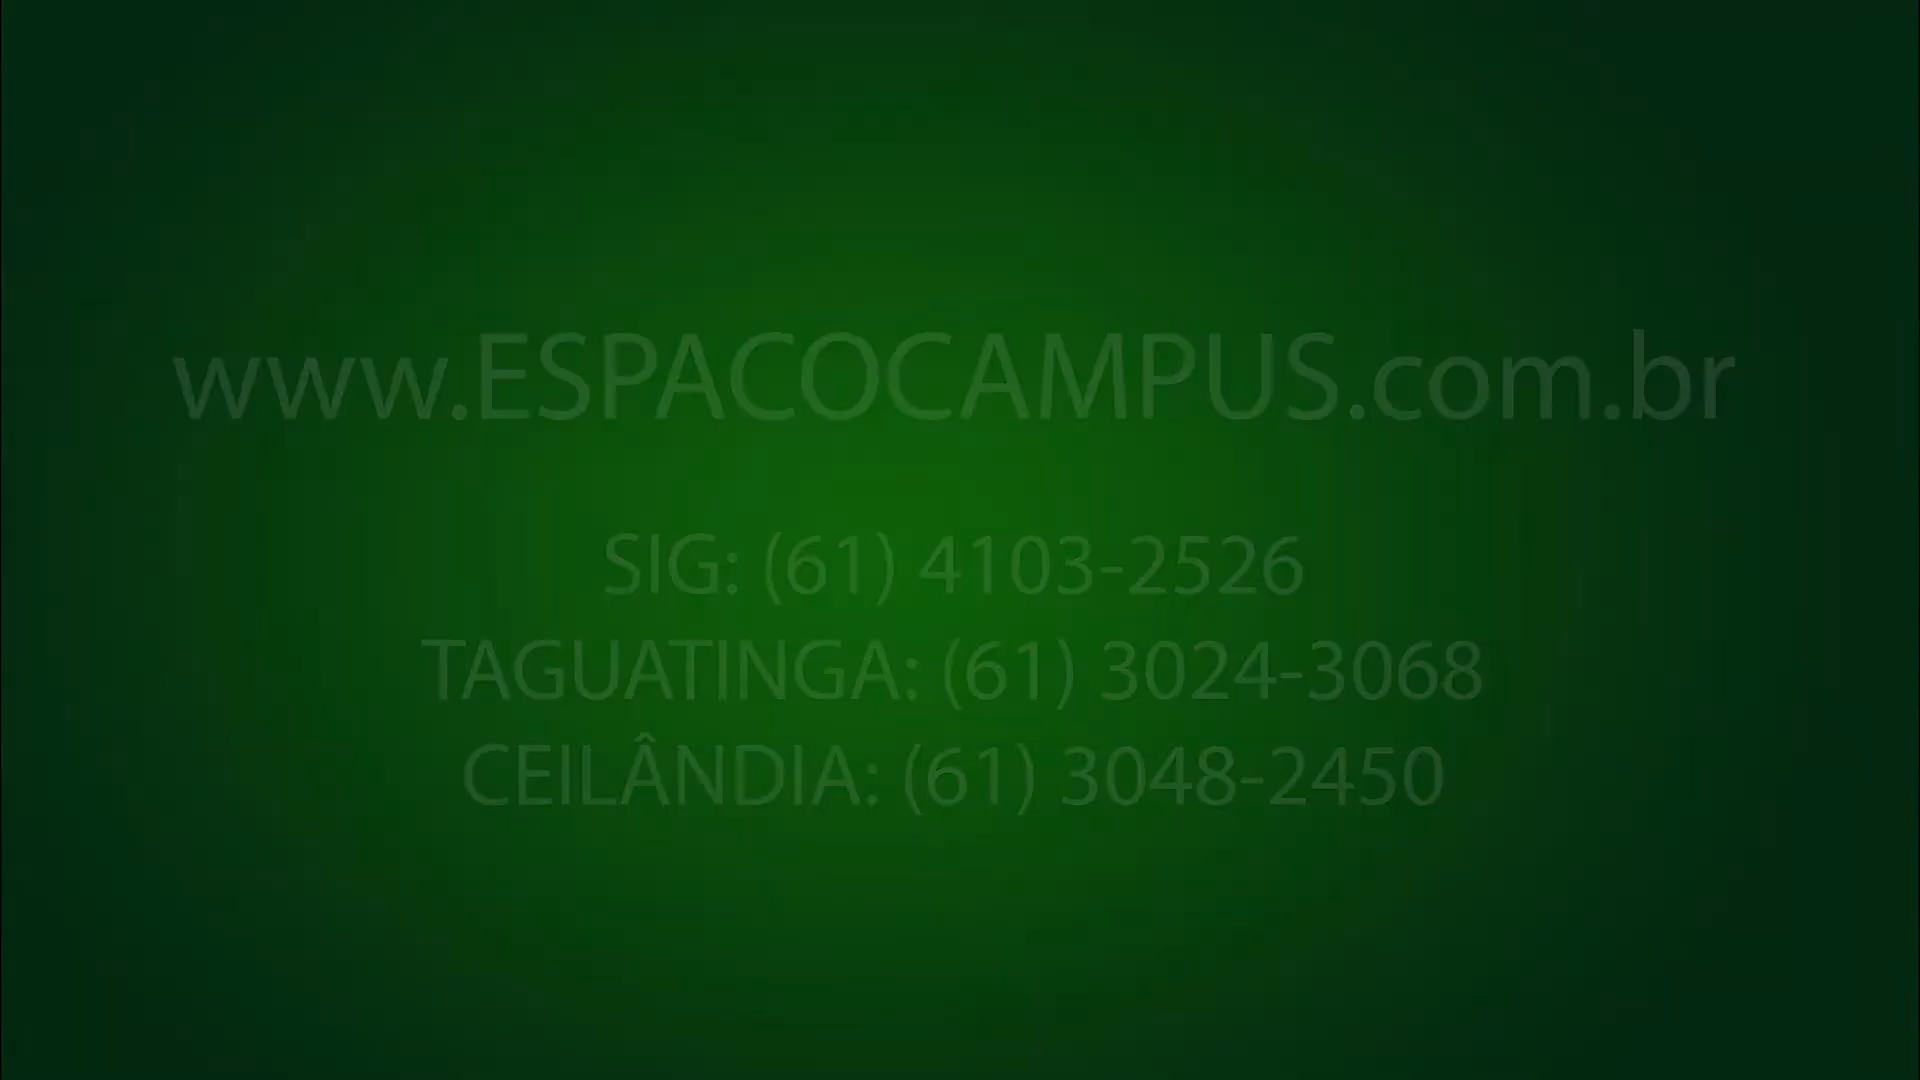 www.ESPACOCAMPUS.com.br
SIG: (61) 4103-2526
TAGUATINGA: (61) 3024-3068
CEILÂNDIA: (61) 3048-2450